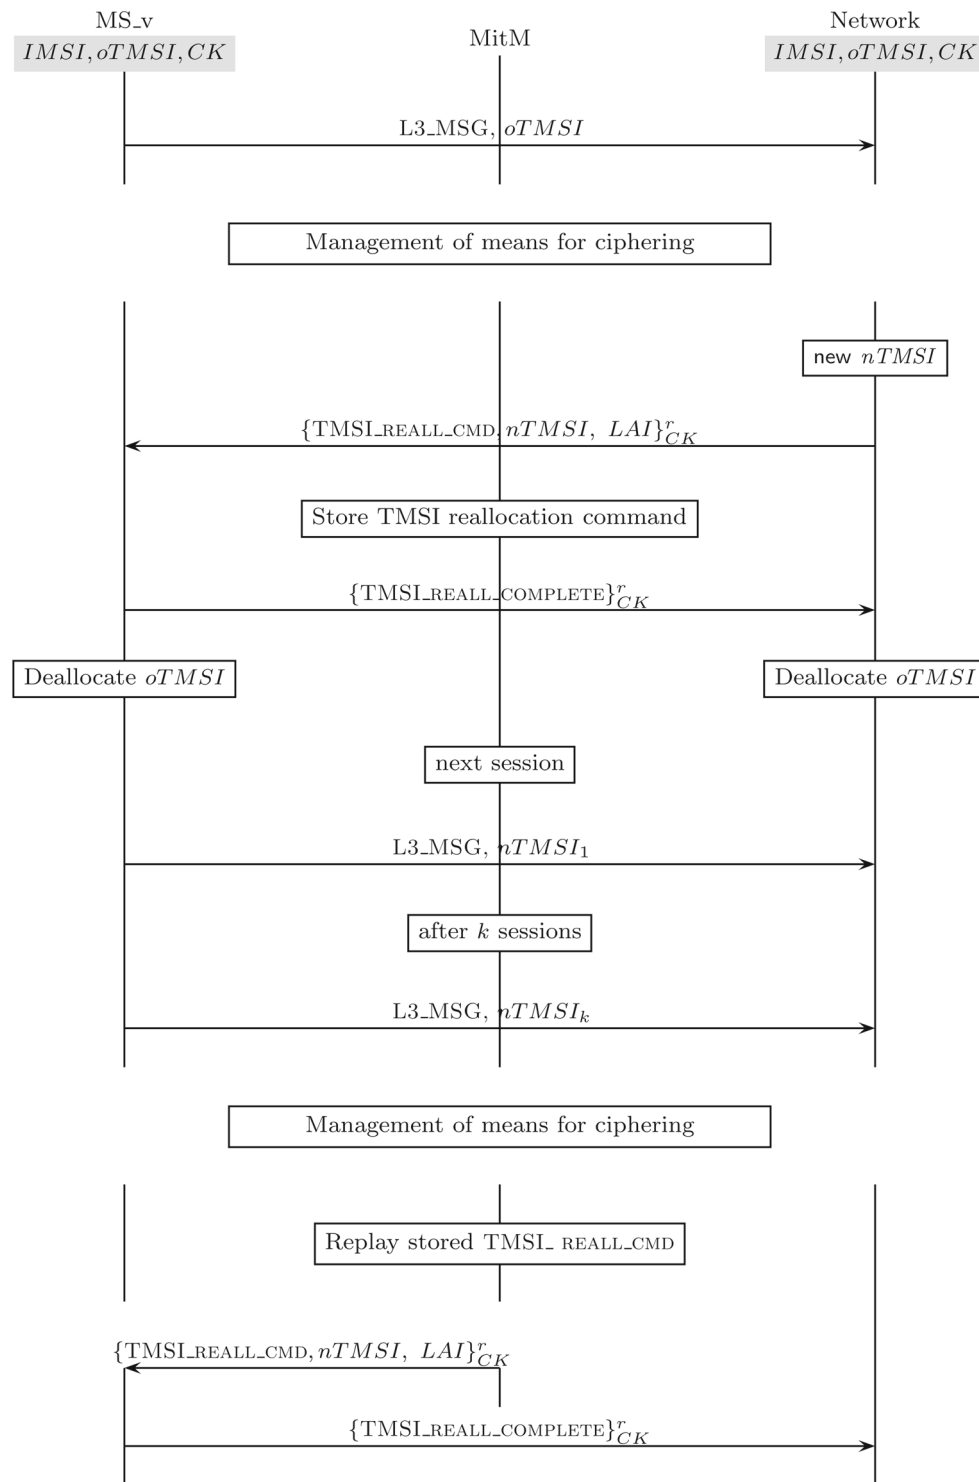 MS_v MitM Network
IMSI, oTMSI, CK IMSI, oTMSI, CK
L3_MSG, oTMSI
Management of means for ciphering
new nTMSI
{TMSI_REALL_CMD, nTMSI, LAI}^r_CK
Store TMSI reallocation command
{TMSI_REALL_COMPLETE}^r_CK
Deallocate oTMSI Deallocate oTMSI
next session
L3_MSG, nTMSI_1
after k sessions
L3_MSG, nTMSI_k
Management of means for ciphering
Replay stored TMSI_ REALL_CMD
{TMSI_REALL_CMD, nTMSI, LAI}^r_CK
{TMSI_REALL_COMPLETE}^r_CK